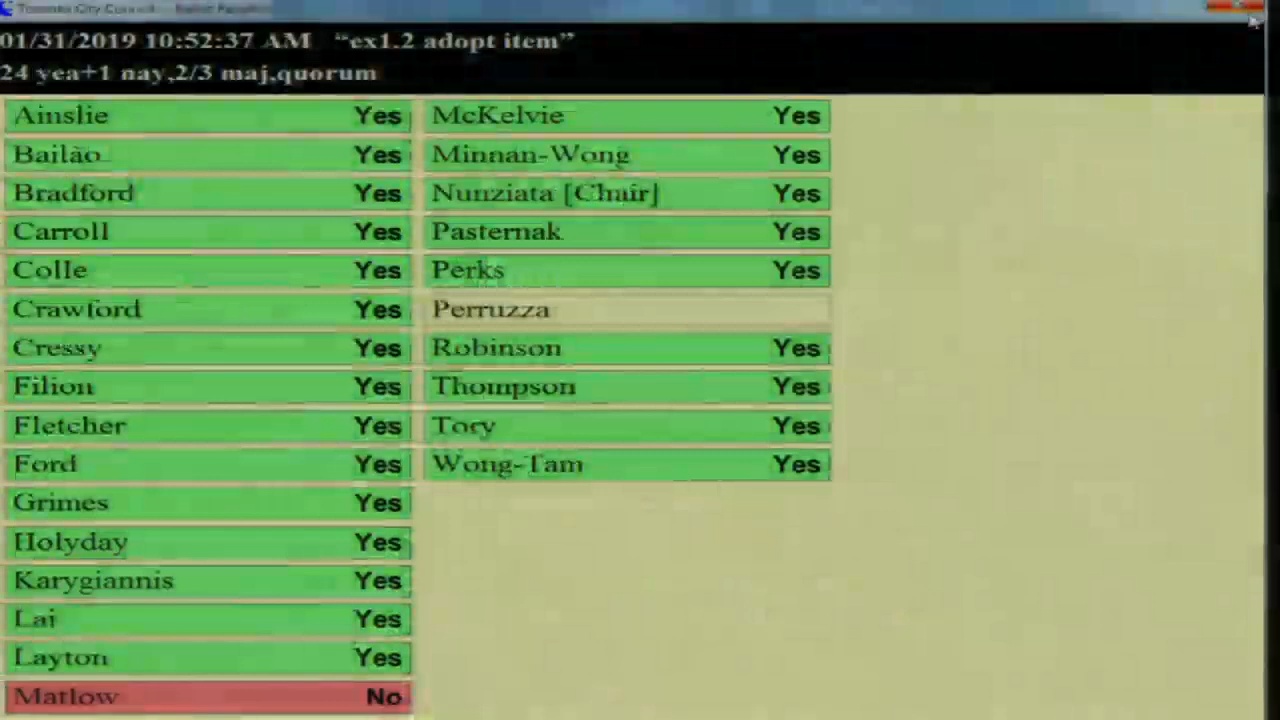 Toronto City Council
01/31/2019 10:52:37 AM “ex1.2 adopt item”
24 yea+1 nay,2/3 maj,quorum
Ainslie Yes
Bailão Yes
Bradford Yes
Carroll Yes
Colle Yes
Crawford Yes
Cressy Yes
Filion Yes
Fletcher Yes
Ford Yes
Grimes Yes
Holyday Yes
Karygiannis Yes
Lai Yes
Layton Yes
Matlow No
McKelvie Yes
Minnan-Wong Yes
Nunziata [Chair] Yes
Pasternak Yes
Perks Yes
Perruzza
Robinson Yes
Thompson Yes
Tory Yes
Wong-Tam Yes